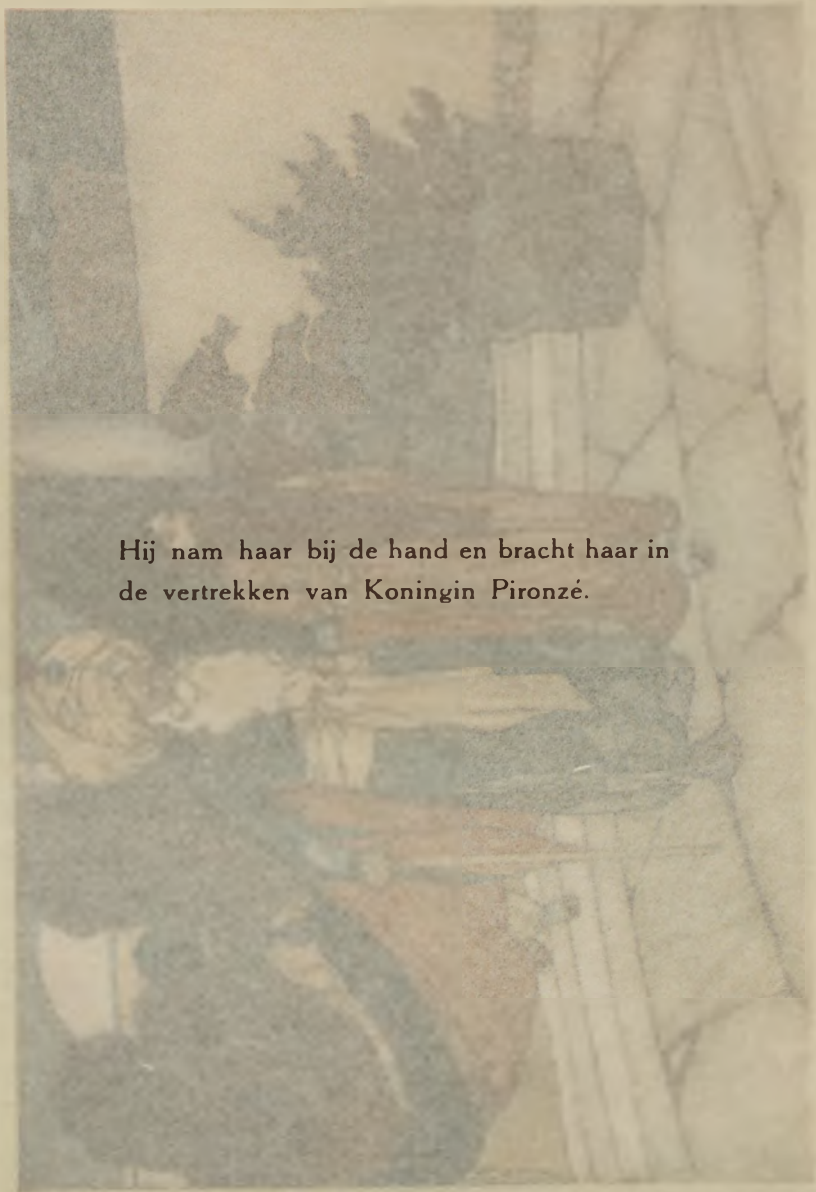 Hij nam haar bij de hand en bracht haar in
de vertrekken van Koningin Pironzé.